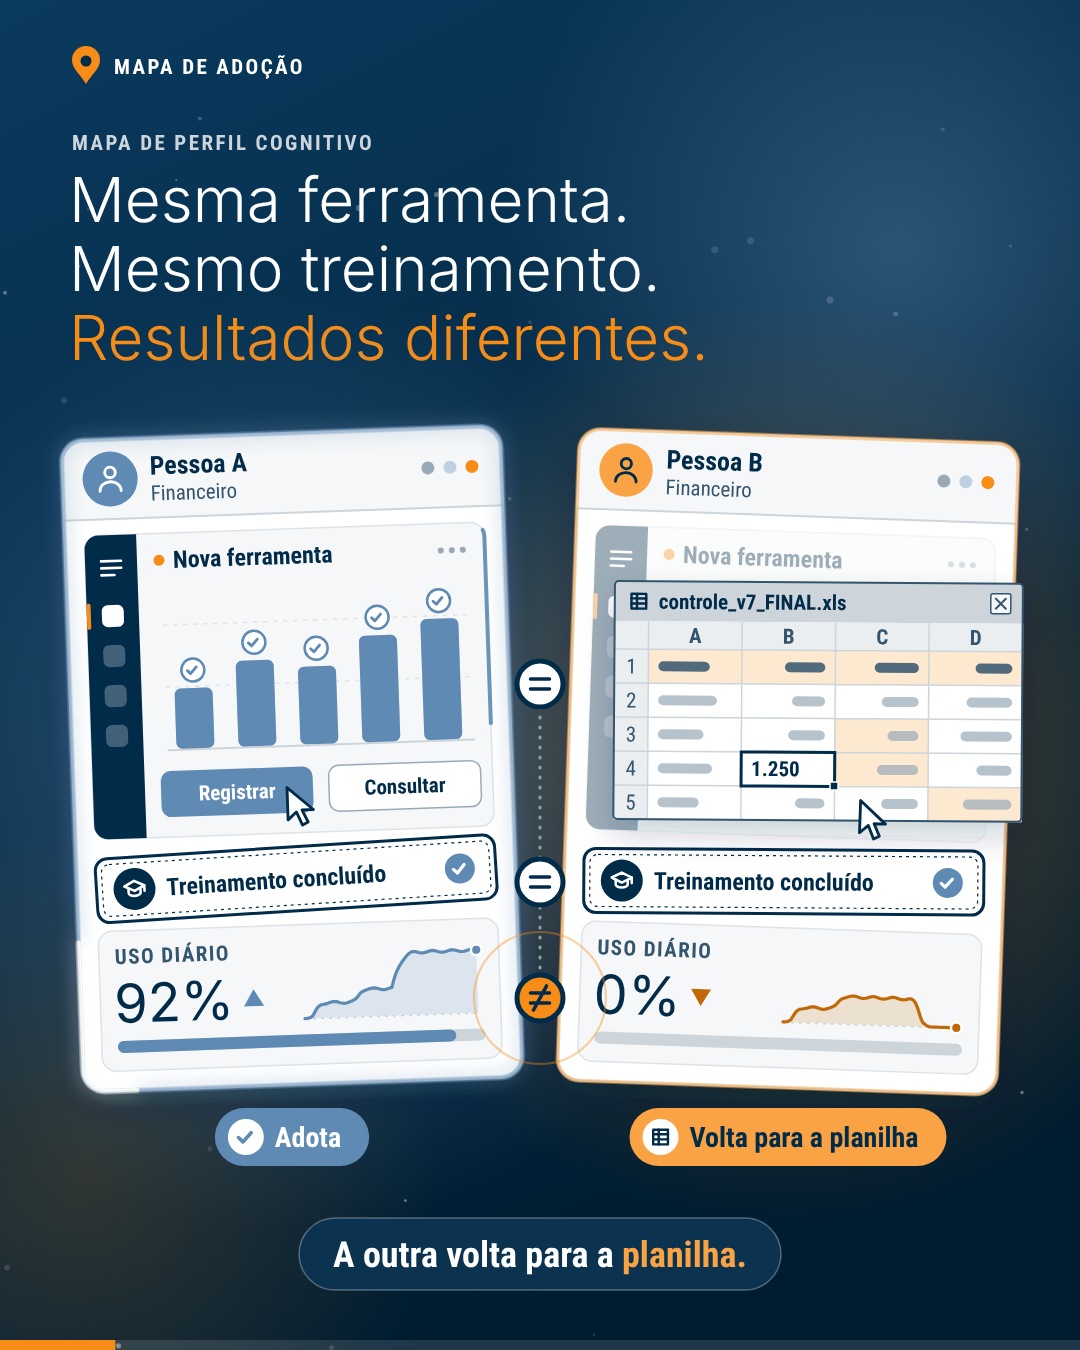 MAPA DE ADOÇÃO
MAPA DE PERFIL COGNITIVO
Mesma ferramenta.
Mesmo treinamento.
Resultados diferentes.
Pessoa A
Financeiro
Nova ferramenta
Registrar
Consultar
Treinamento concluído
USO DIÁRIO
92%
=
=
≠
Pessoa B
Financeiro
Nova ferramenta
controle_v7_FINAL.xls
A B C D
1
2
3
4 1.250
5
Treinamento concluído
USO DIÁRIO
0%
Adota
Volta para a planilha
A outra volta para a planilha.